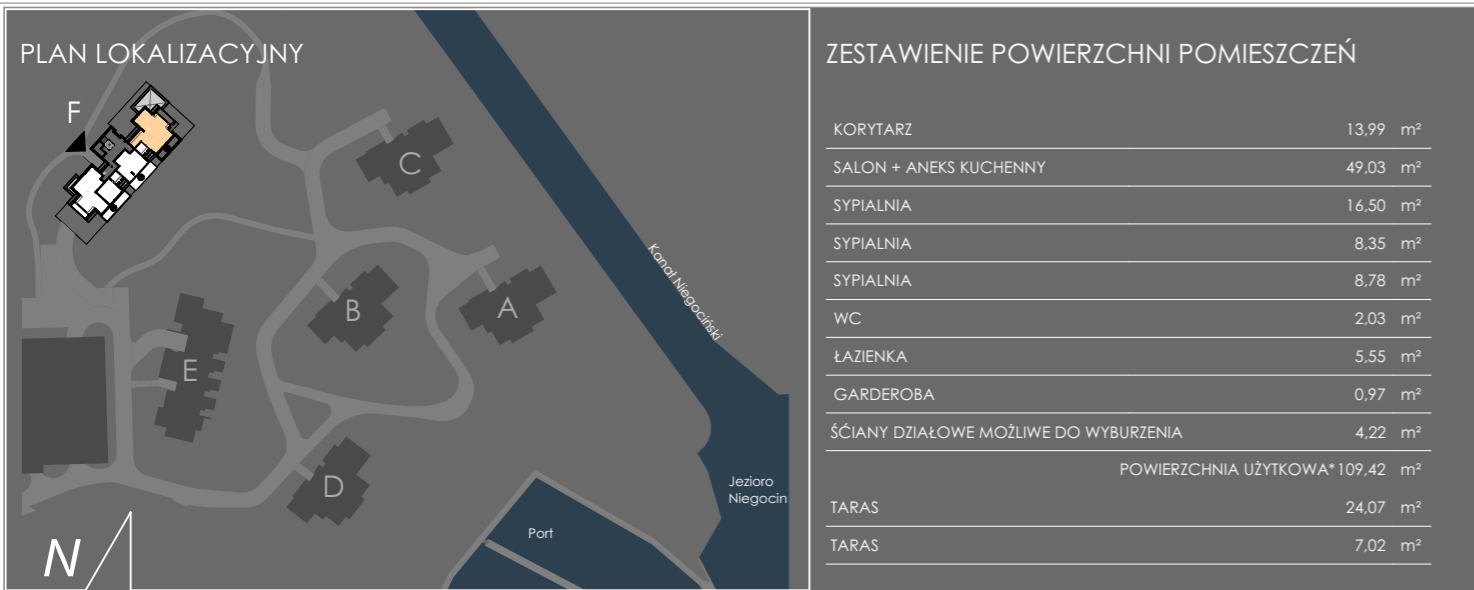 PLAN LOKALIZACYJNY
F
C
Kanał Niegociński
B
A
E
D
Jezioro
Niegocin
Port
N
ZESTAWIENIE POWIERZCHNI POMIESZCZEŃ
KORYTARZ 13,99 m²
SALON + ANEKS KUCHENNY 49,03 m²
SYPIALNIA 16,50 m²
SYPIALNIA 8,35 m²
SYPIALNIA 8,78 m²
WC 2,03 m²
ŁAZIENKA 5,55 m²
GARDEROBA 0,97 m²
ŚĆIANY DZIAŁOWE MOŻLIWE DO WYBURZENIA 4,22 m²
POWIERZCHNIA UŻYTKOWA* 109,42 m²
TARAS 24,07 m²
TARAS 7,02 m²